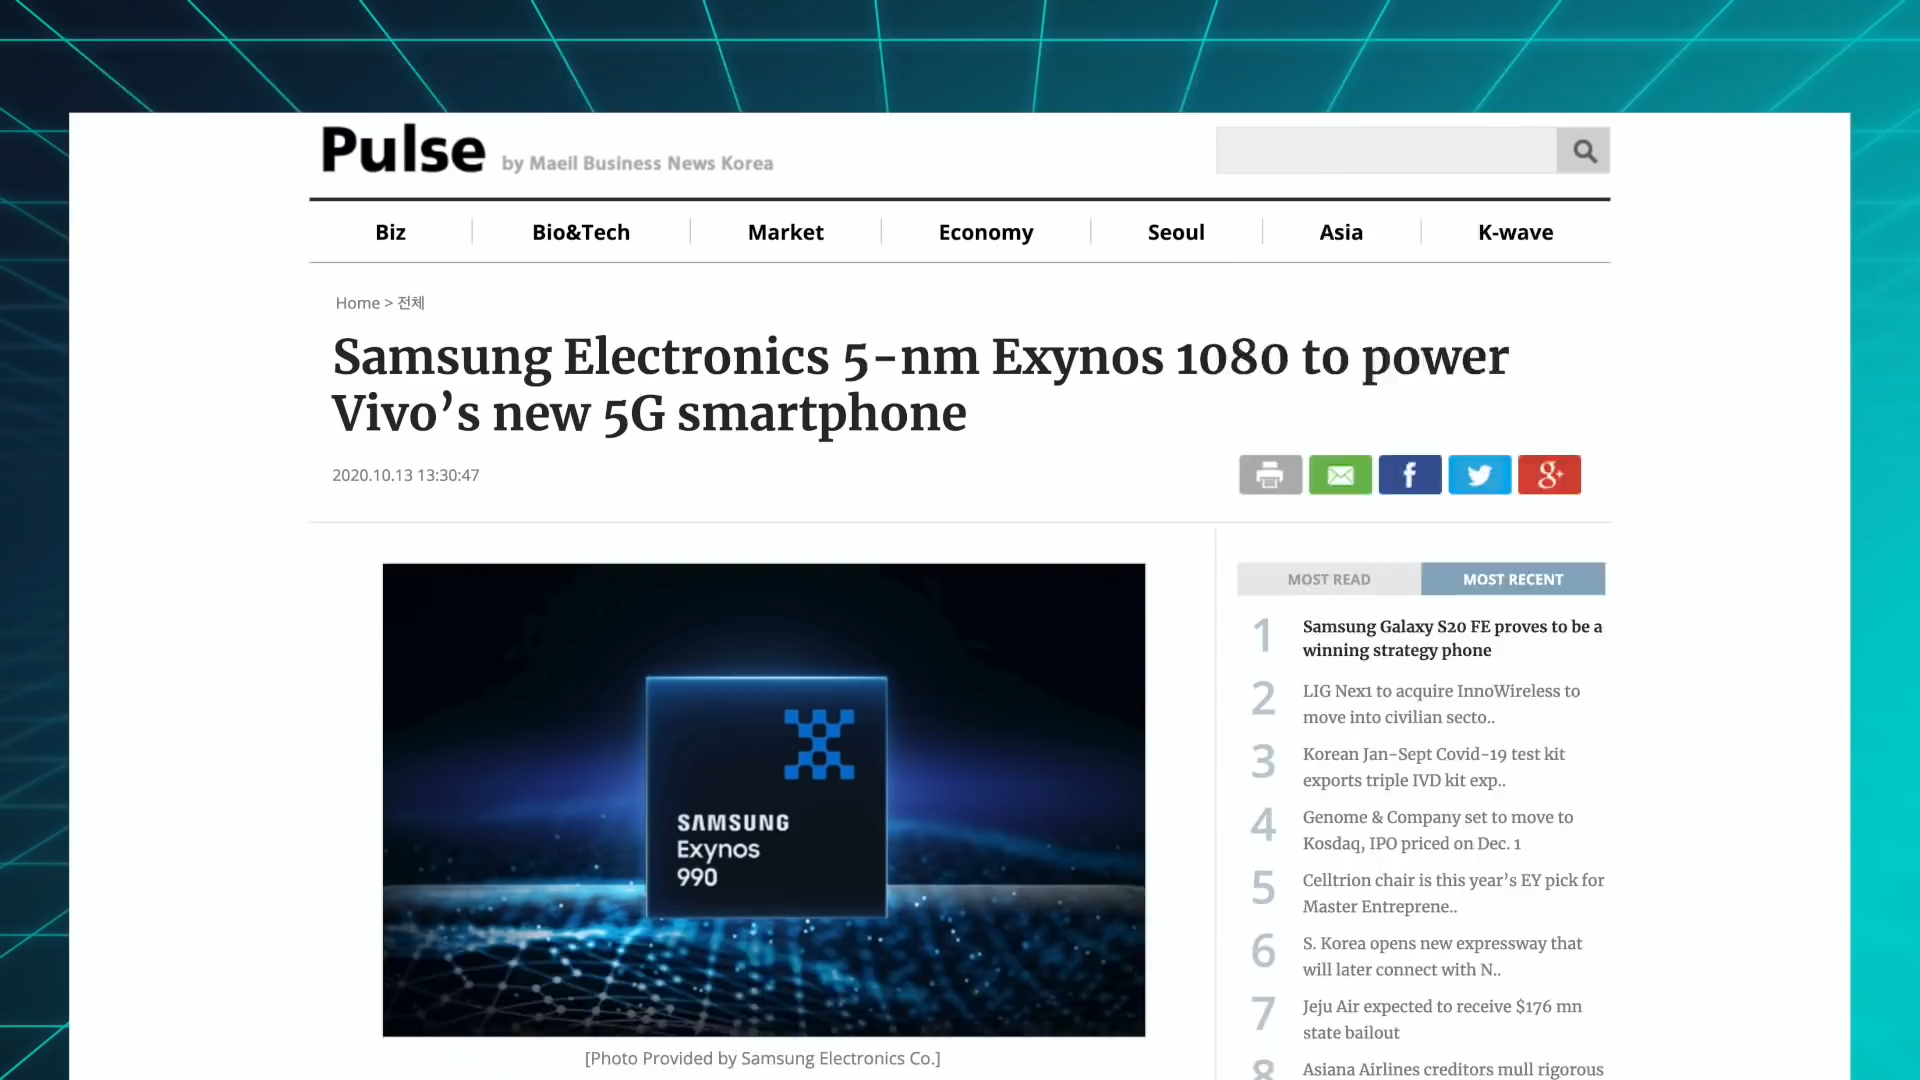 Pulse by Maeil Business News Korea
Biz
Bio&Tech
Market
Economy
Seoul
Asia
K-wave
Home > 전체
Samsung Electronics 5-nm Exynos 1080 to power
Vivo's new 5G smartphone
2020.10.13 13:30:47
f
g+
SAMSUNG
Exynos
990
[Photo Provided by Samsung Electronics Co.]
MOST READ
MOST RECENT
1 Samsung Galaxy S20 FE proves to be a
winning strategy phone
2 LIG Nex1 to acquire InnoWireless to
move into civilian secto..
3 Korean Jan-Sept Covid-19 test kit
exports triple IVD kit exp..
4 Genome & Company set to move to
Kosdaq, IPO priced on Dec. 1
5 Celltrion chair is this year's EY pick for
Master Entreprene..
6 S. Korea opens new expressway that
will later connect with N..
7 Jeju Air expected to receive $176 mn
state bailout
8 Asiana Airlines creditors mull rigorous